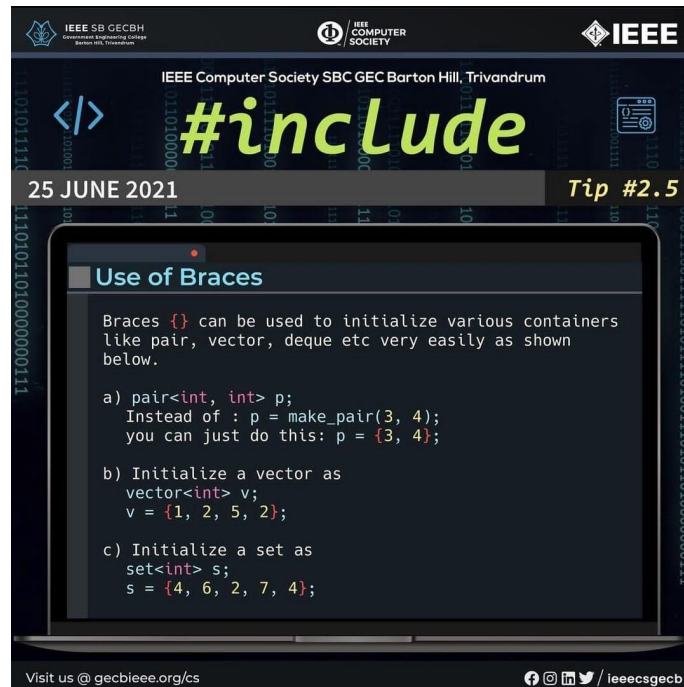 IEEE SB GECBH
Government Engineering College
Barton Hill, Trivandrum
IEEE
COMPUTER
SOCIETY
IEEE
IEEE Computer Society SBC GEC Barton Hill, Trivandrum
</>
#include
25 JUNE 2021
Tip #2.5
Use of Braces
Braces {} can be used to initialize various containers
like pair, vector, deque etc very easily as shown
below.
a) pair<int, int> p;
Instead of : p = make_pair(3, 4);
you can just do this: p = {3, 4};
b) Initialize a vector as
vector<int> v;
v = {1, 2, 5, 2};
c) Initialize a set as
set<int> s;
s = {4, 6, 2, 7, 4};
Visit us @ gecbieee.org/cs
/ ieeecsgecb